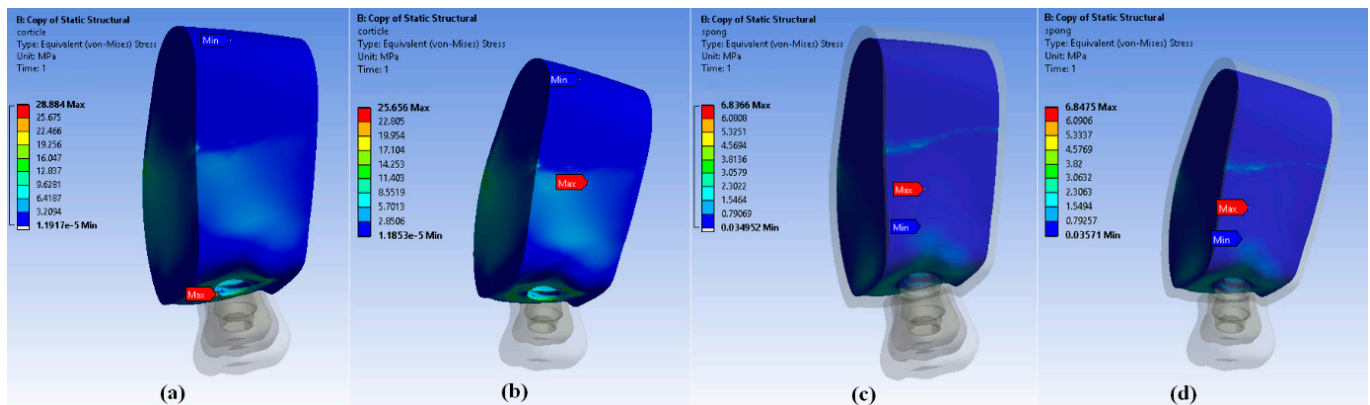 B: Copy of Static Structural
corticle
Type: Equivalent (von-Mises) Stress
Unit: MPa
Time: 1
28.884 Max
25.675
22.466
19.256
16.047
12.837
9.6281
6.4187
3.2094
1.1917e-5 Min
Min
Max
(a)
B: Copy of Static Structural
corticle
Type: Equivalent (von-Mises) Stress
Unit: MPa
Time: 1
25.656 Max
22.805
19.954
17.104
14.253
11.403
8.5519
5.7013
2.8506
1.1853e-5 Min
Min
Max
(b)
B: Copy of Static Structural
spong
Type: Equivalent (von-Mises) Stress
Unit: MPa
Time: 1
6.8366 Max
6.0808
5.3251
4.5694
3.8136
3.0579
2.3022
1.5464
0.79069
0.034952 Min
Max
Min
(c)
B: Copy of Static Structural
spong
Type: Equivalent (von-Mises) Stress
Unit: MPa
Time: 1
6.8475 Max
6.0906
5.3337
4.5769
3.82
3.0632
2.3063
1.5494
0.79257
0.03571 Min
Max
Min
(d)